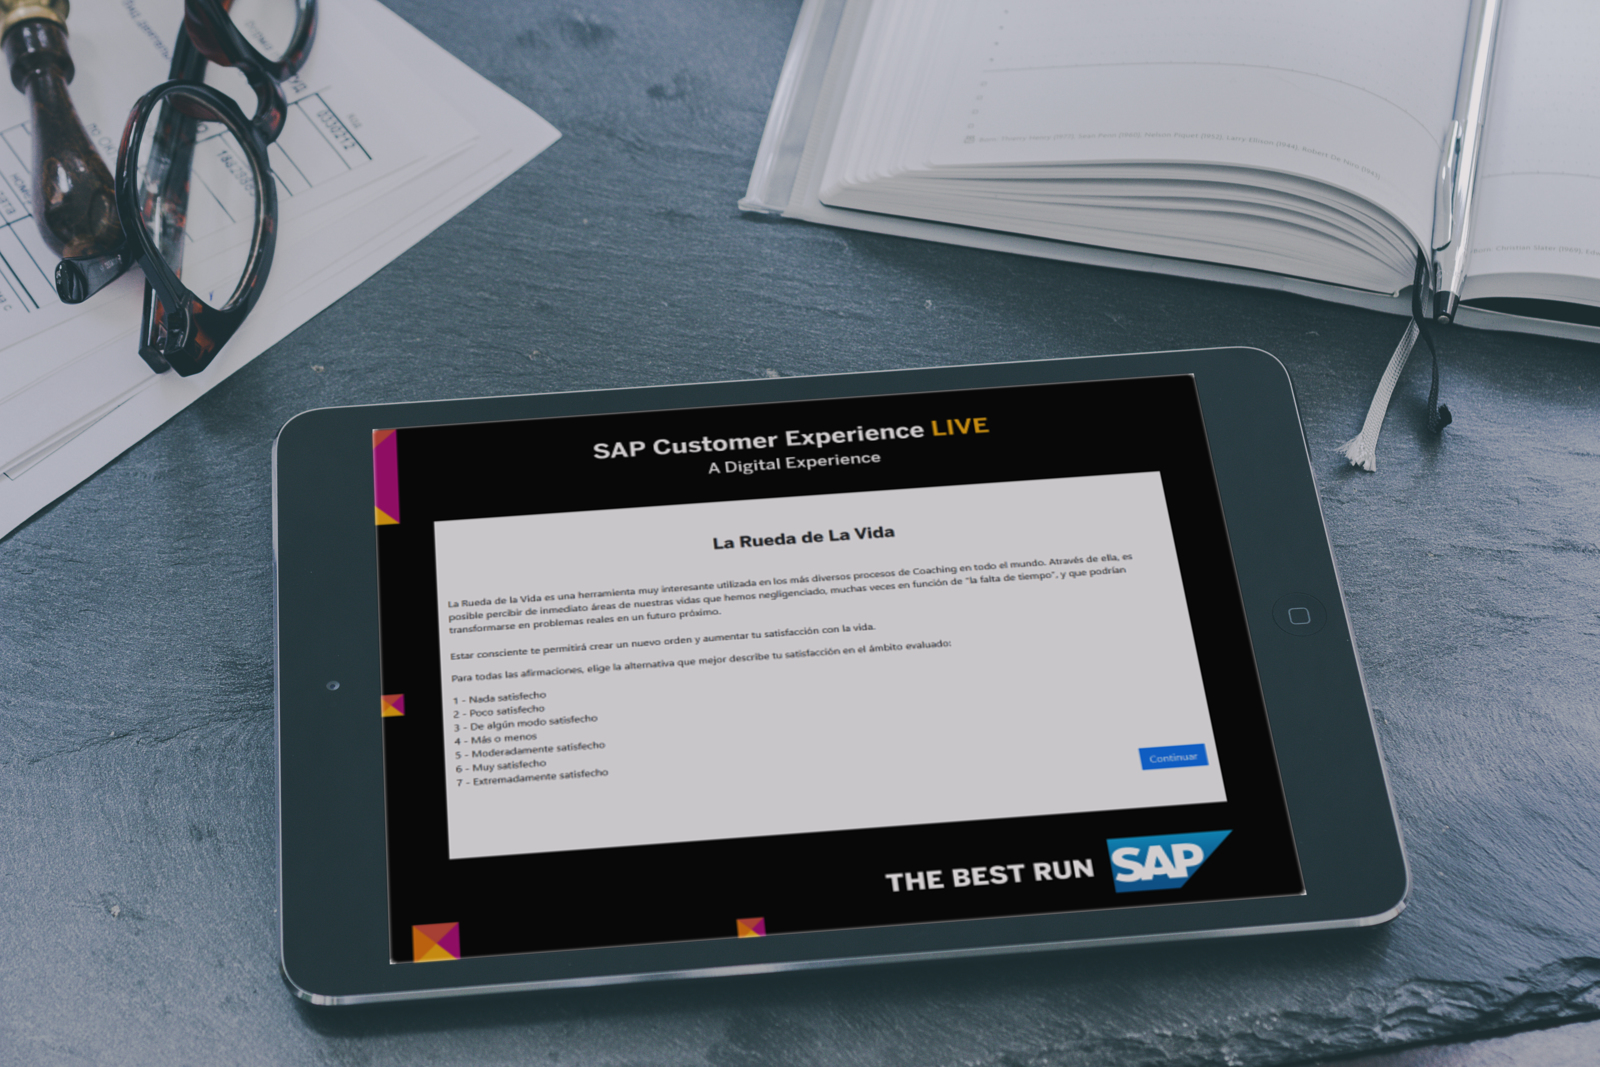 0330212
SAP Customer Experience LIVE
A Digital Experience
La Rueda de La Vida
La Rueda de la Vida es una herramienta muy interesante utilizada en los más diversos procesos de Coaching en todo el mundo. Através de ella, es
posible percibir de inmediato áreas de nuestras vidas que hemos negligenciado, muchas veces en función de "la falta de tiempo", y que podrían
transformarse en problemas reales en un futuro próximo.
Estar consciente te permitirá crear un nuevo orden y aumentar tu satisfacción con la vida.
Para todas las afirmaciones, elige la alternativa que mejor describe tu satisfacción en el ámbito evaluado:
1 - Nada satisfecho
2 - Poco satisfecho
3 - De algún modo satisfecho
4 - Más o menos
5 - Moderadamente satisfecho
6 - Muy satisfecho
7 - Extremadamente satisfecho
Continuar
THE BEST RUN SAP